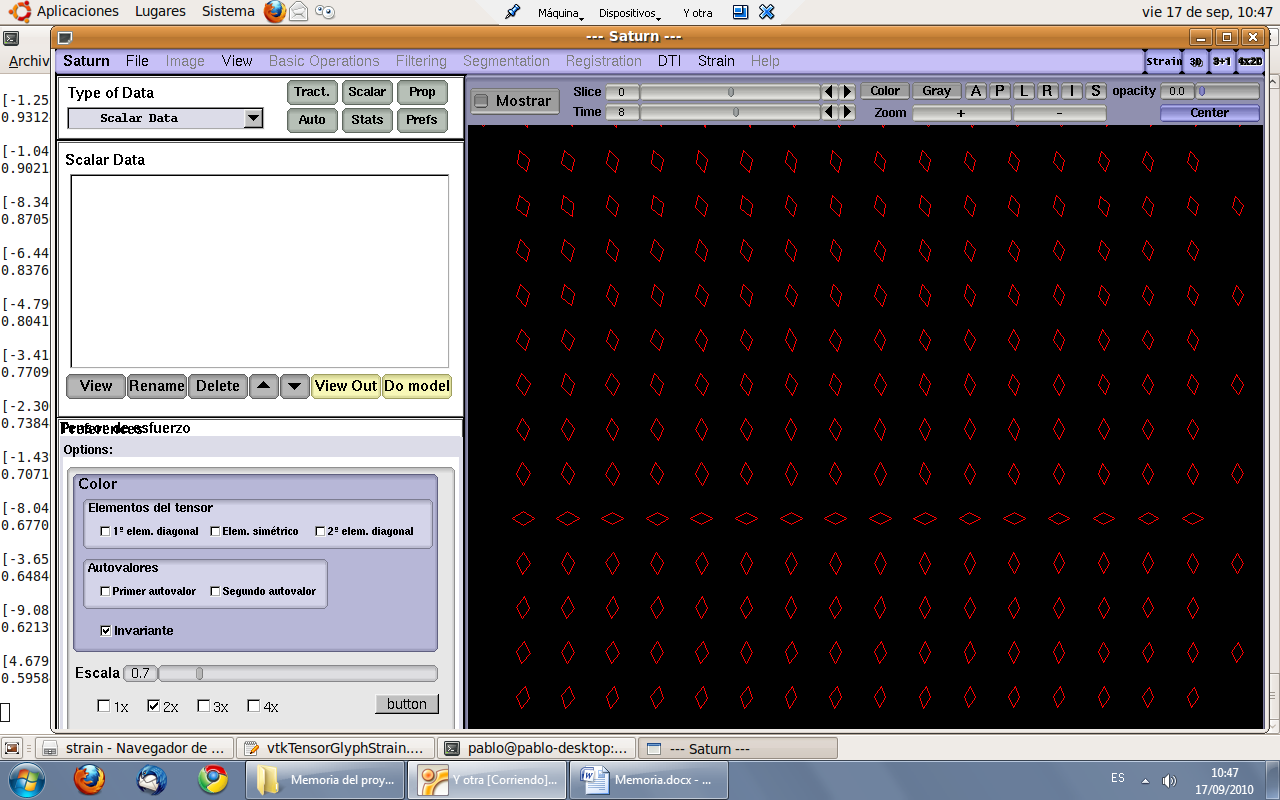 Aplicaciones Lugares Sistema
Máquina Dispositivos Y otra
vie 17 de sep, 10:47
--- Saturn ---
Archiv
Saturn File Image View Basic Operations Filtering Segmentation Registration DTI Strain Help
Strain 3D 3+1 4x2D
Type of Data
Scalar Data
Tract. Scalar Prop
Auto Stats Prefs
Mostrar
Slice 0
Time 8
Color Gray A P L R I S opacity 0.0
Zoom + - Center
[-1.25
0.9312
[-1.04
0.9021
[-8.34
0.8705
[-6.44
0.8376
[-4.79
0.8041
[-3.41
0.7709
[-2.30
0.7384
[-1.43
0.7071
[-8.04
0.6770
[-3.65
0.6484
[-9.08
0.6213
[4.679
0.5958
Scalar Data
View Rename Delete View Out Do model
Preferences
Tensor de esfuerzo
Options:
Color
Elementos del tensor
1º elem. diagonal Elem. simétrico 2º elem. diagonal
Autovalores
Primer autovalor Segundo autovalor
Invariante
Escala 0.7
1x 2x 3x 4x button
strain - Navegador de ... vtkTensorGlyphStrain.... pablo@pablo-desktop:... --- Saturn ---
Memoria del proy... Y otra [Corriendo]... Memoria.docx - ...
ES
10:47
17/09/2010